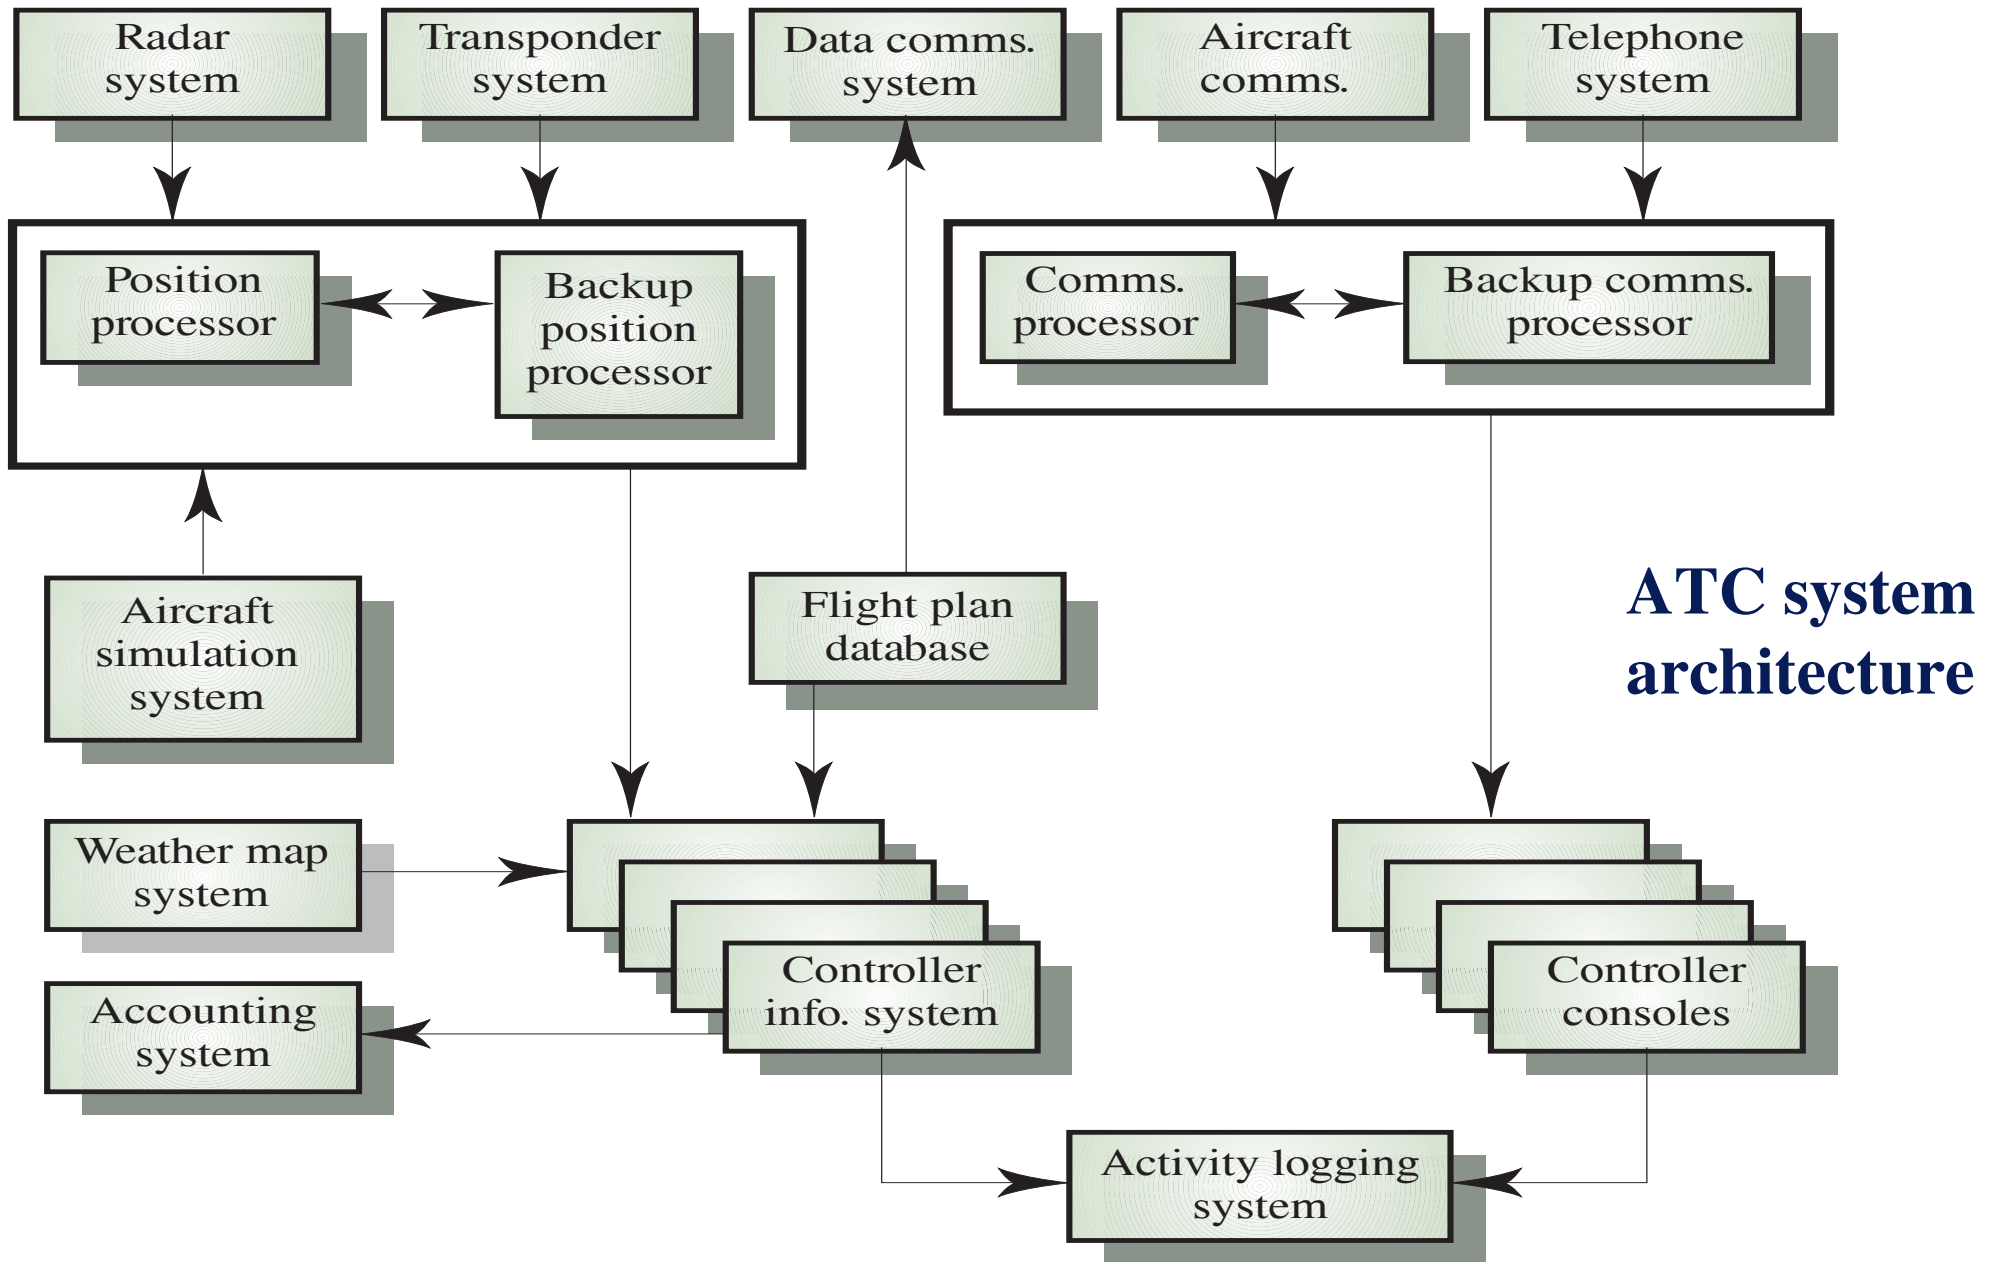 Radar
system
Transponder
system
Data comms.
system
Aircraft
comms.
Telephone
system
Position
processor
Backup
position
processor
Comms.
processor
Backup comms.
processor
Aircraft
simulation
system
Flight plan
database
ATC system
architecture
Weather map
system
Controller
info. system
Controller
consoles
Accounting
system
Activity logging
system